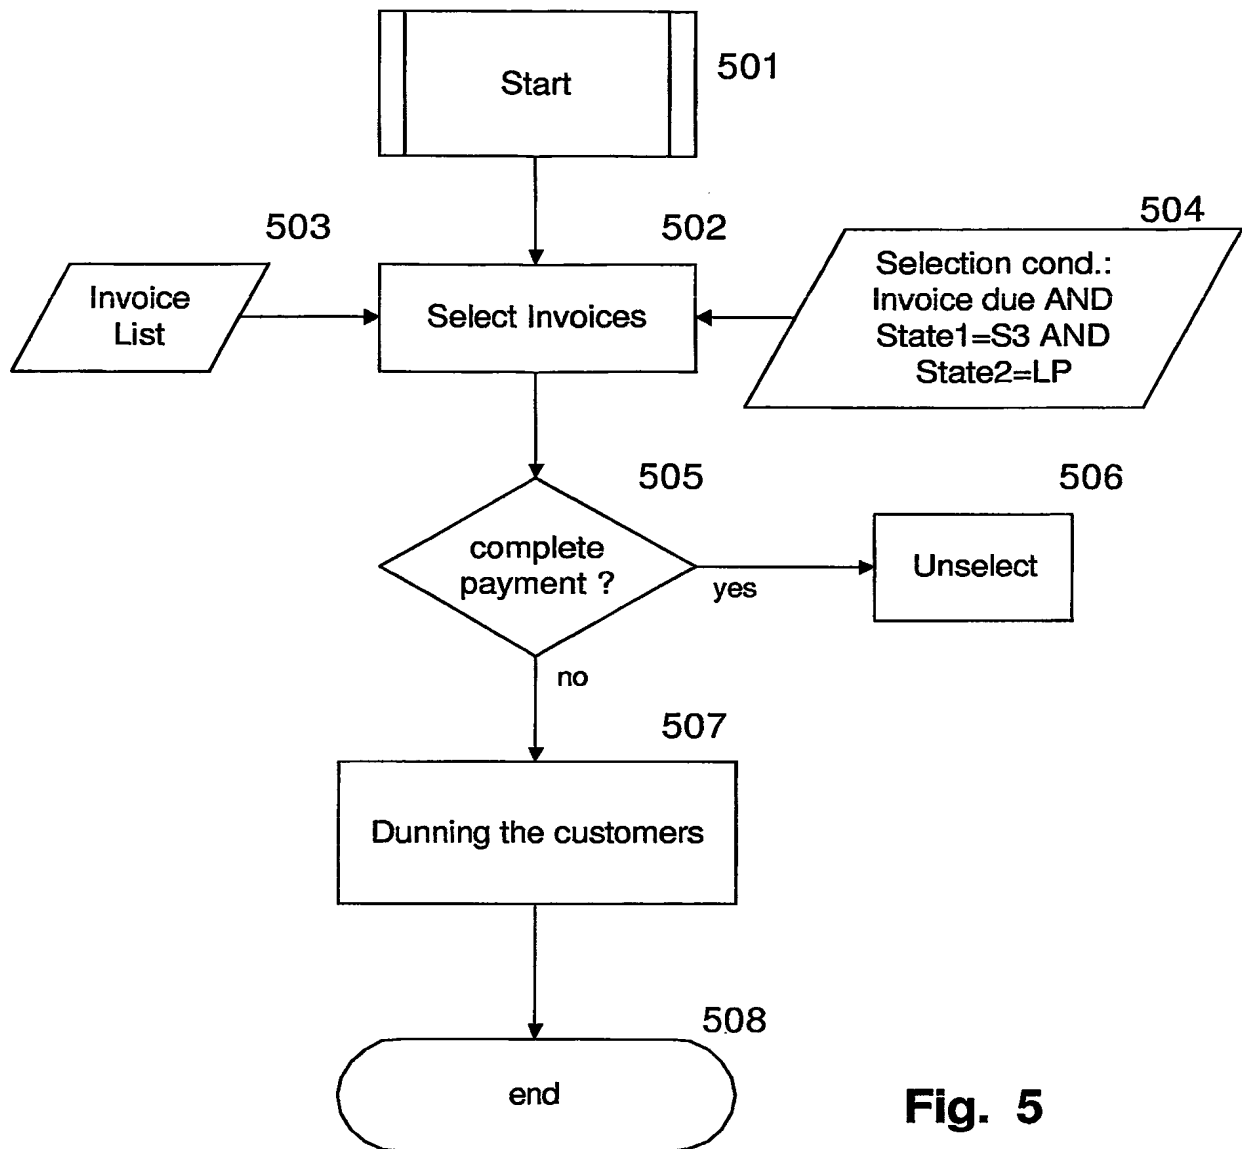 Start
501
503
502
504
Invoice
List
Select Invoices
Selection cond.:
Invoice due AND
State1=S3 AND
State2=LP
505
506
complete
payment ?
yes
Unselect
no
507
Dunning the customers
508
end
Fig. 5